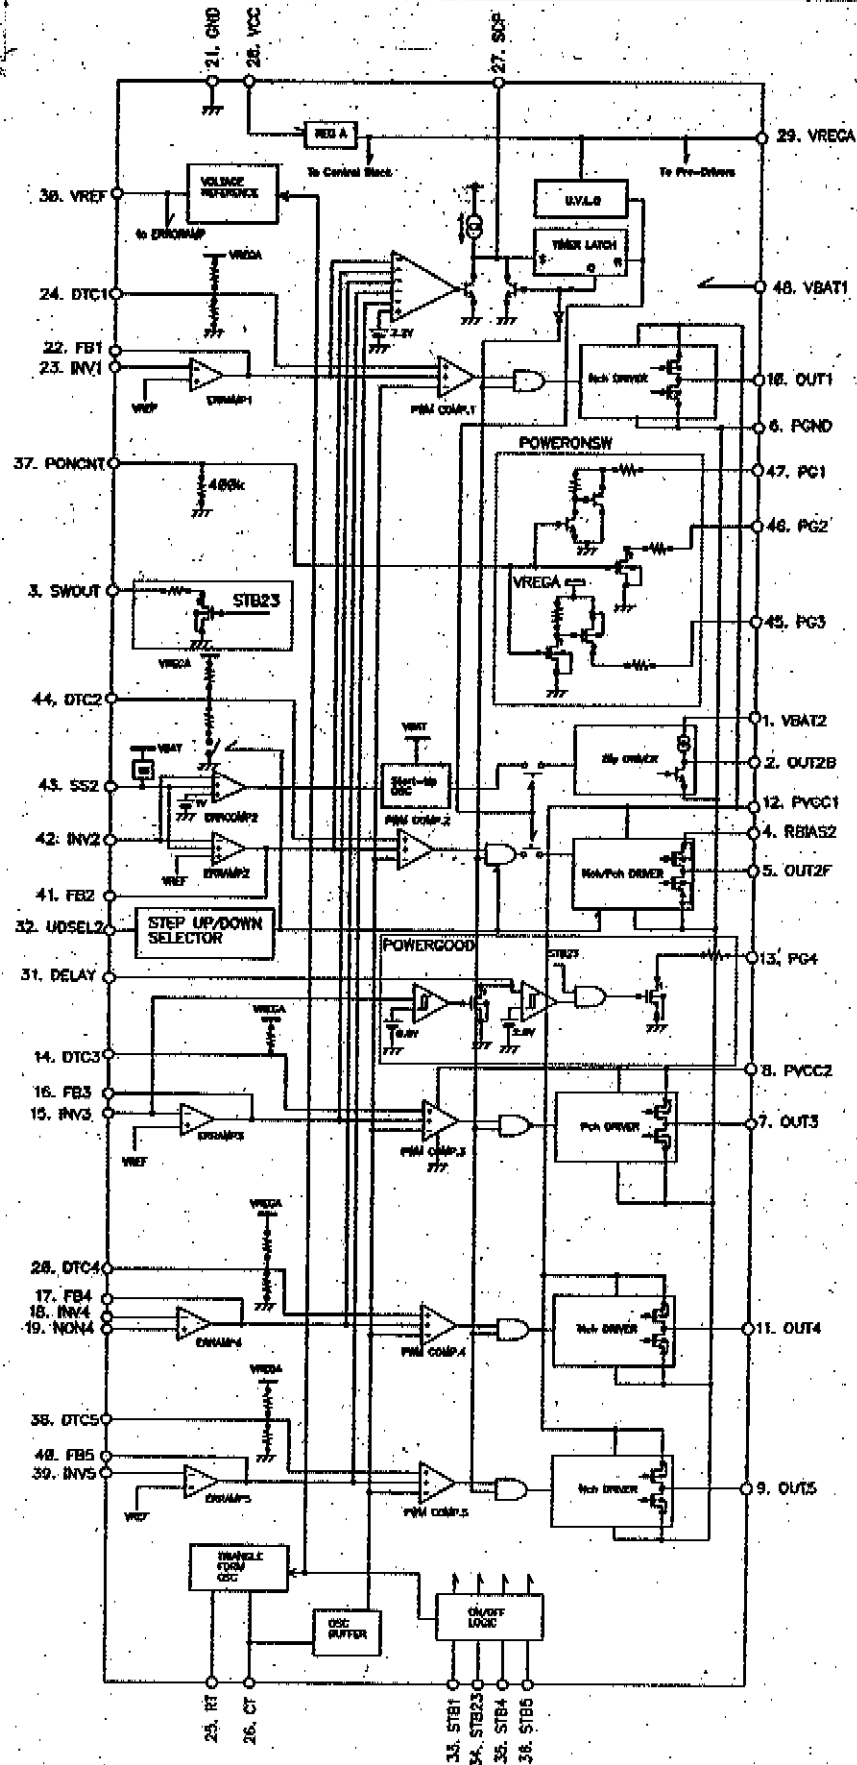 21. GND
28. VCC
27. SCP
REG A
29. VREGA
To Control Block
To Pre-Drivers
VOLTAGE
REFERENCE
30. VREF
to ERRORAMP
U.V.L.O
TIMER LATCH
S
R
Q
VREGA
24. DTC1
48. VBAT1
22. FB1
23. INV1
VREF
ERRAMP1
PWM COMP.1
Nch DRIVER
10. OUT1
6. PGND
POWERONSW
37. PONCNT
400k
47. PG1
46. PG2
3. SWOUT
STB23
VREGA
45. PG3
VREGA
44. DTC2
1. VBAT2
VBAT
VBAT
43. SS2
1V
ERRCOMP2
Start-Up
OSC
DRIVER
2. OUT2B
12. PVCC1
PWM COMP.2
42. INV2
4. RBIAS2
VREF
ERRAMP2
Nch/Pch DRIVER
5. OUT2F
41. FB2
32. UDSEL2
STEP UP/DOWN
SELECTOR
POWERGOOD
STB23
13. PG4
31. DELAY
VREGA
14. DTC3
8. PVCC2
16. FB3
15. INV3
VREF
ERRAMP3
PWM COMP.3
Pch DRIVER
7. OUT3
VREGA
20. DTC4
17. FB4
18. INV4
19. NON4
ERRAMP4
PWM COMP.4
Nch DRIVER
11. OUT4
VREGA
38. DTC5
40. FB5
39. INV5
VREF
ERRAMP5
PWM COMP.5
Nch DRIVER
9. OUT5
TRIANGLE
FORM
OSC
OSC
BUFFER
ON/OFF
LOGIC
25. RT
26. CT
33. STB1
34. STB23
35. STB4
36. STB5